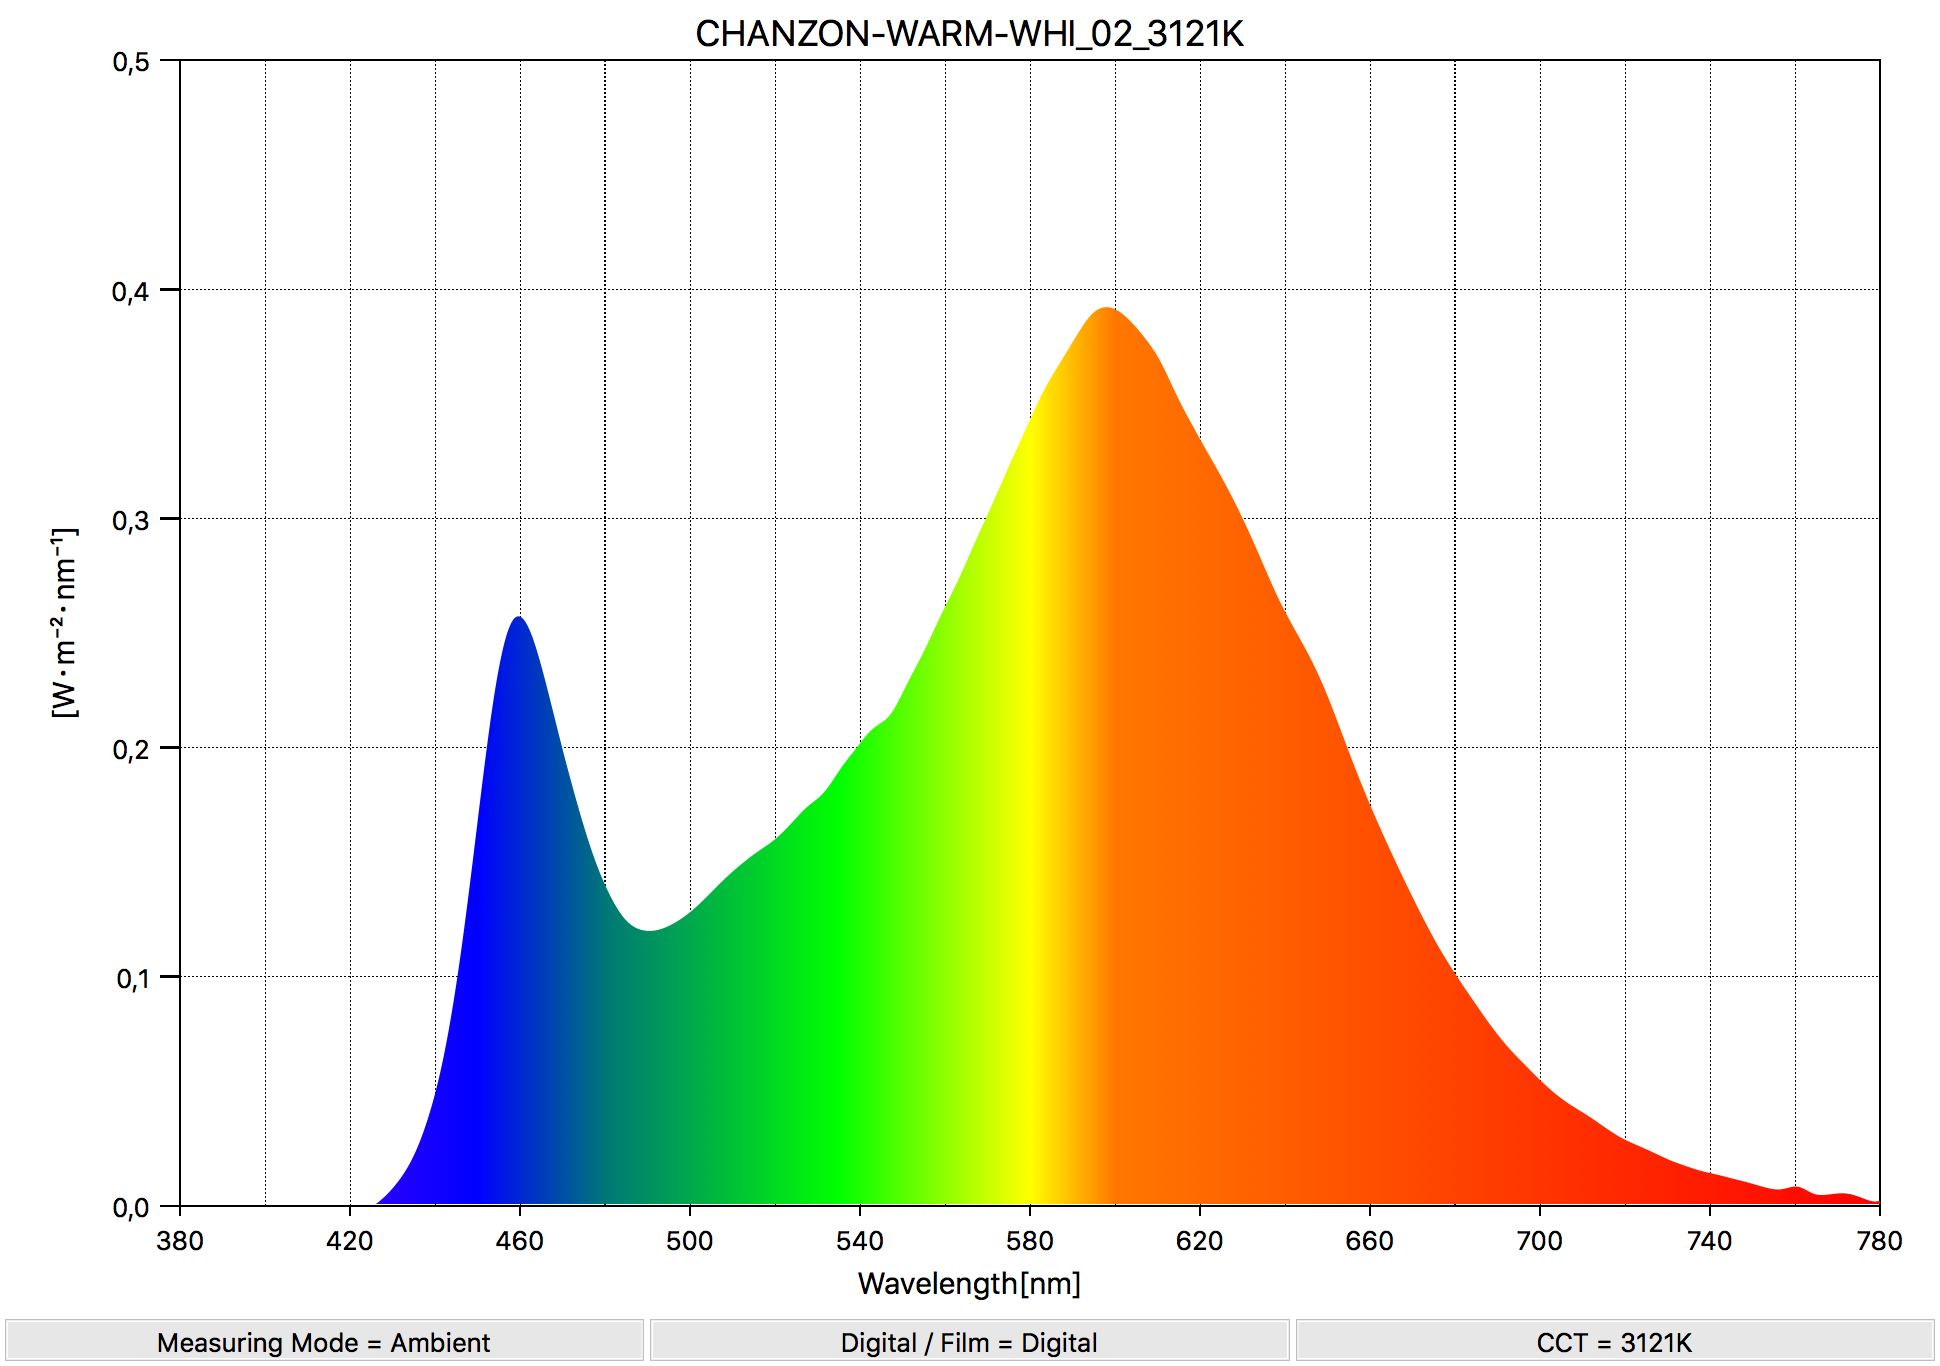 CHANZON-WARM-WHI_02_3121K
0,5
0,4
0,3
0,2
0,1
0,0
[W·m⁻²·nm⁻¹]
380 420 460 500 540 580 620 660 700 740 780
Wavelength[nm]
Measuring Mode = Ambient
Digital / Film = Digital
CCT = 3121K